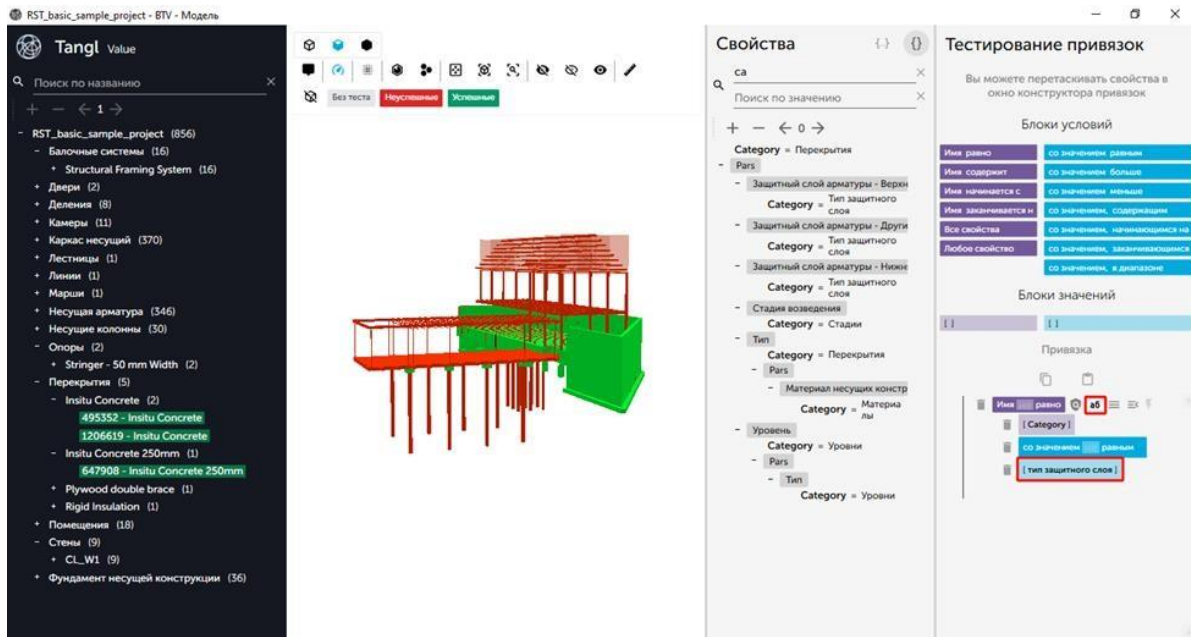 RST_basic_sample_project - BTV - Модель
Tangl Value
Поиск по названию
1
RST_basic_sample_project (856)
Балочные системы (16)
Structural Framing System (16)
Двери (2)
Деления (8)
Камеры (11)
Каркас несущий (370)
Лестницы (1)
Линии (1)
Марши (1)
Несущая арматура (346)
Несущие колонны (30)
Опоры (2)
Stringer - 50 mm Width (2)
Перекрытия (5)
Insitu Concrete (2)
495352 - Insitu Concrete
1206619 - Insitu Concrete
Insitu Concrete 250mm (1)
647908 - Insitu Concrete 250mm
Plywood double brace (1)
Rigid Insulation (1)
Помещения (18)
Стены (9)
CL_W1 (9)
Фундамент несущей конструкции (36)
Без теста Неуспешные Успешные
Свойства {··} {}
ca
Поиск по значению
0
Category = Перекрытия
Pars
Защитный слой арматуры - Верхн
Category = Тип защитного
слоя
Защитный слой арматуры - Други
Category = Тип защитного
слоя
Защитный слой арматуры - Нижн
Category = Тип защитного
слоя
Стадия возведения
Category = Стадии
Тип
Category = Перекрытия
Pars
Материал несущих констр
Category = Материа
лы
Уровень
Category = Уровни
Pars
Тип
Category = Уровни
Тестирование привязок
Вы можете перетаскивать свойства в
окно конструктора привязок
Блоки условий
Имя равно со значением равным
Имя содержит со значением больше
Имя начинается с со значением меньше
Имя заканчивается н со значением, содержащим
Все свойства со значением, начинающимся на
Любое свойство со значением, заканчивающимся
со значением, в диапазоне
Блоки значений
[ ] [ ]
Привязка
Имя равно аб
[ Category ]
со значением равным
[ тип защитного слоя ]